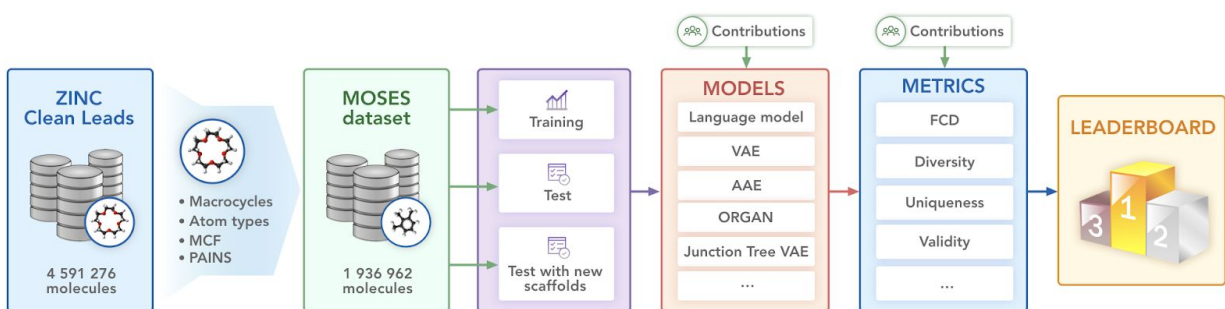 ZINC
Clean Leads
4 591 276
molecules
• Macrocycles
• Atom types
• MCF
• PAINS
MOSES
dataset
1 936 962
molecules
Training
Test
Test with new
scaffolds
Contributions
MODELS
Language model
VAE
AAE
ORGAN
Junction Tree VAE
...
Contributions
METRICS
FCD
Diversity
Uniqueness
Validity
...
LEADERBOARD
3
1
2